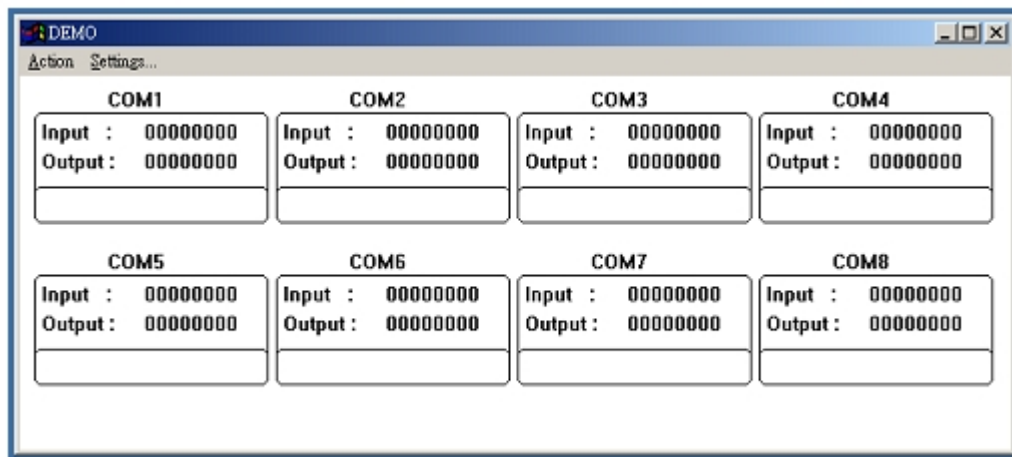 DEMO
Action Settings...
COM1 COM2 COM3 COM4
Input : 00000000 Input : 00000000 Input : 00000000 Input : 00000000
Output : 00000000 Output : 00000000 Output : 00000000 Output : 00000000
COM5 COM6 COM7 COM8
Input : 00000000 Input : 00000000 Input : 00000000 Input : 00000000
Output : 00000000 Output : 00000000 Output : 00000000 Output : 00000000